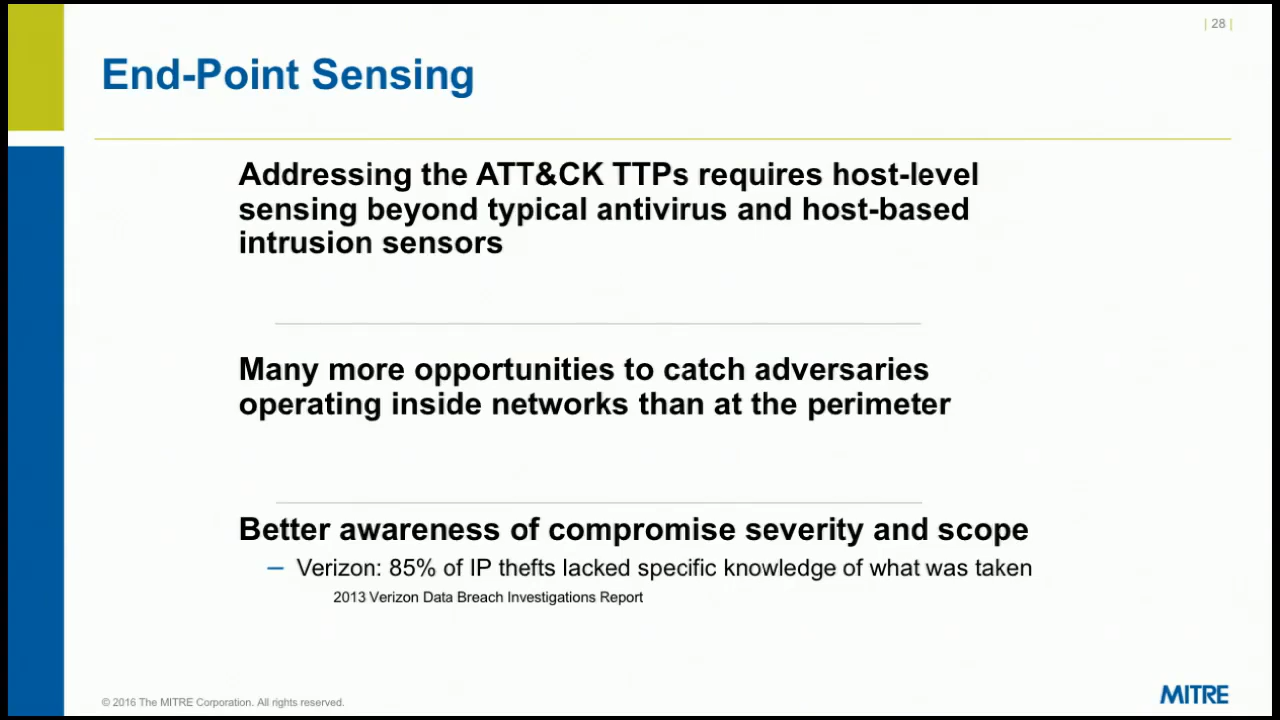 | 28 |
End-Point Sensing
Addressing the ATT&CK TTPs requires host-level
sensing beyond typical antivirus and host-based
intrusion sensors
Many more opportunities to catch adversaries
operating inside networks than at the perimeter
Better awareness of compromise severity and scope
– Verizon: 85% of IP thefts lacked specific knowledge of what was taken
2013 Verizon Data Breach Investigations Report
© 2016 The MITRE Corporation. All rights reserved.
MITRE